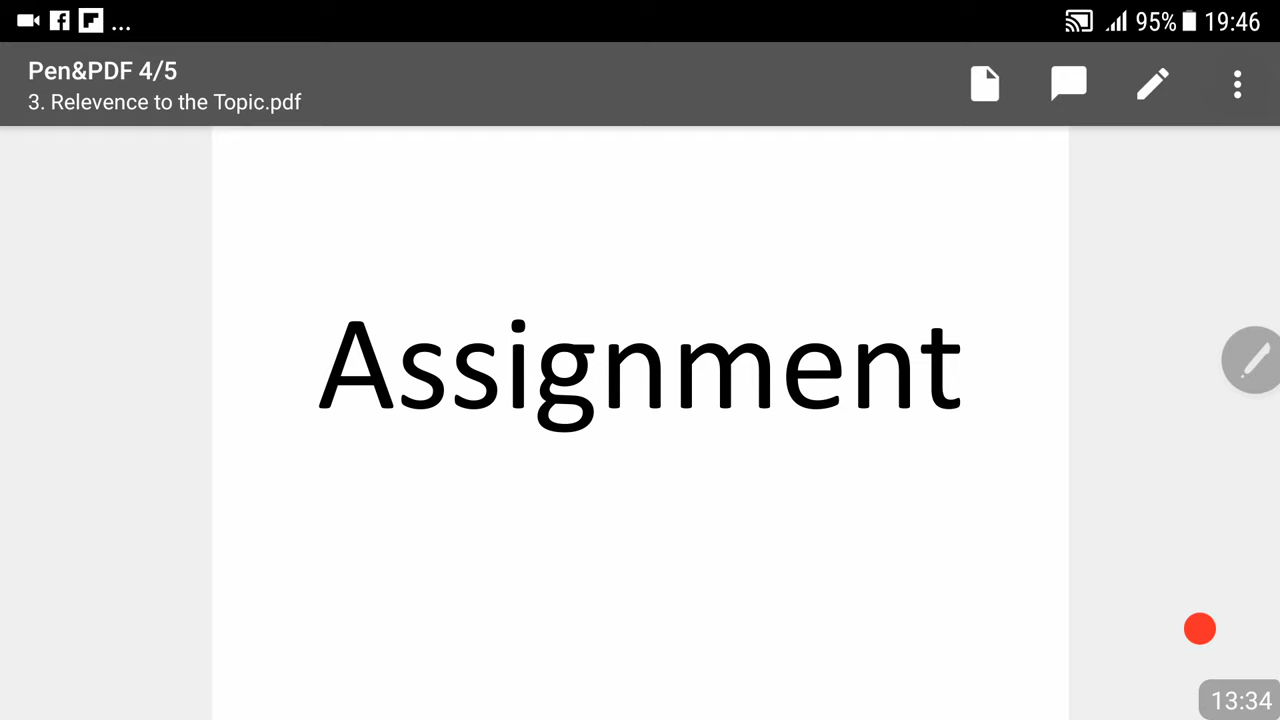 ... 95% 19:46
Pen&PDF 4/5
3. Relevence to the Topic.pdf
Assignment
13:34